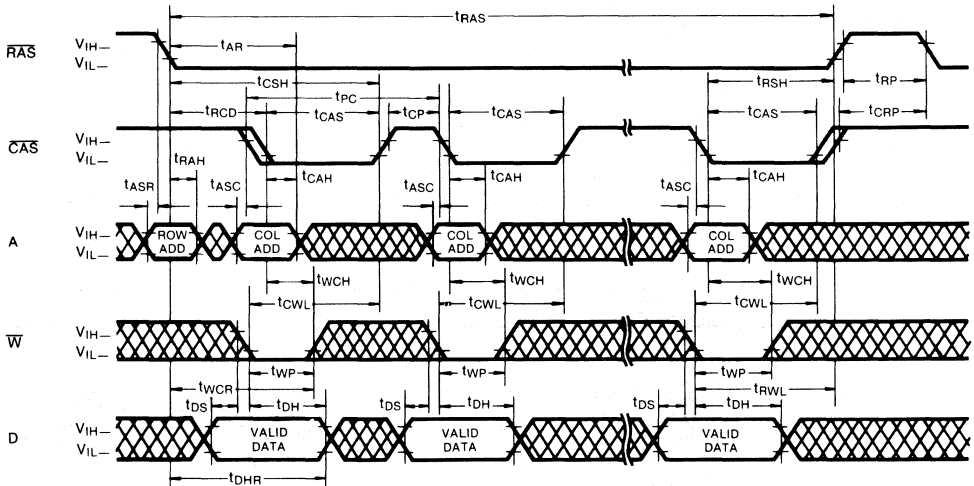 tRAS
RAS VIH— tAR
VIL— tCSH tRSH tRP
tPC
tRCD tCAS tCP tCAS tCAS tCRP
CAS VIH—
VIL—
tRAH
tASR tASC tCAH tASC tCAH tASC tCAH
A VIH— ROW ADD COL ADD COL ADD COL ADD
VIL—
tWCH tWCH tWCH
tCWL tCWL tCWL
W VIH—
VIL—
tWP tWP tWP
tWCR tRWL
tDS tDH tDS tDH tDS tDH
D VIH— VALID DATA VALID DATA VALID DATA
VIL—
tDHR